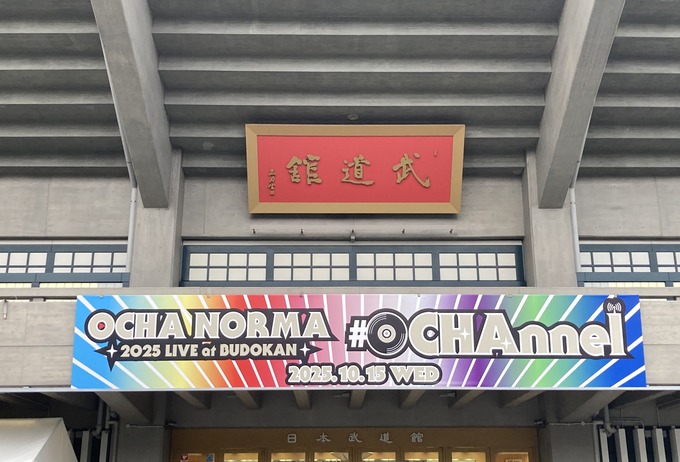 武道館
OCHA NORMA
2025 LIVE at BUDOKAN
#OCHAnnel
2025.10.15 WED
日本武道館